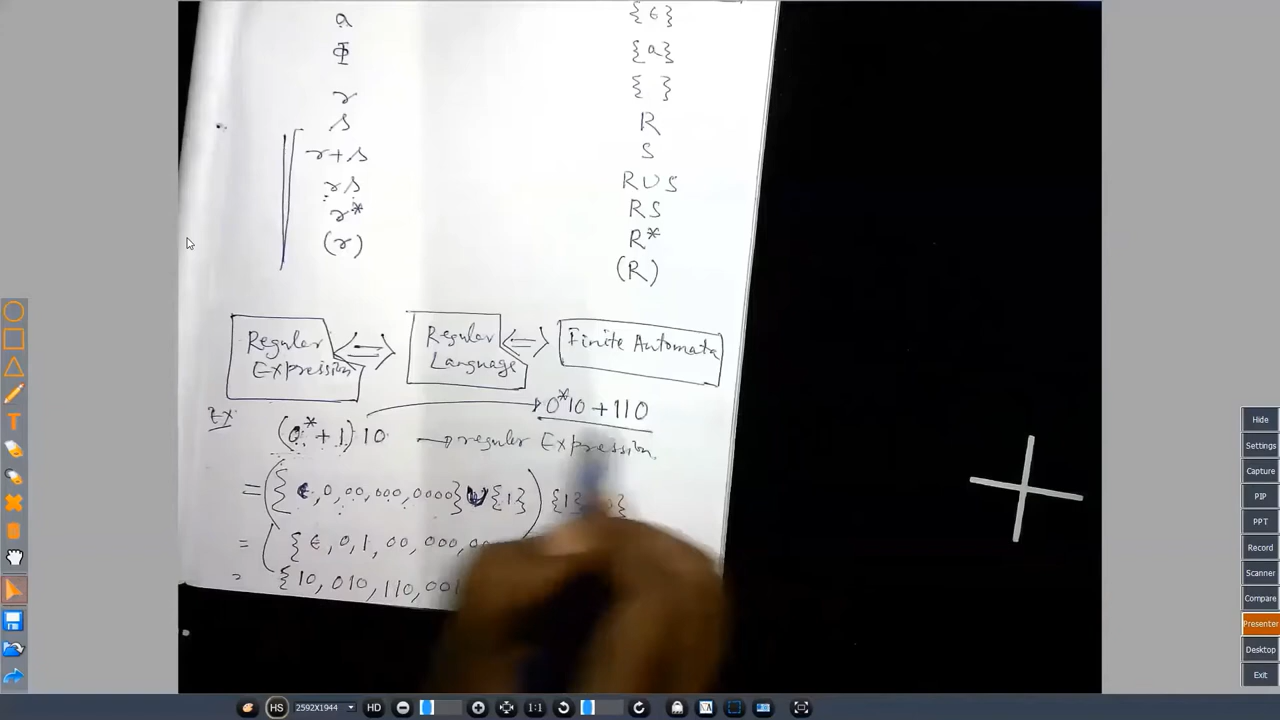 a {ϵ}
Φ {a}
r { }
s R
r+s S
rs R∪S
r* RS
(r) R*
(R)
Regular Expression ⇔ Regular Language ⇔ Finite Automata
Ex (0*+1)10 → 0*10+110
→ regular Expression.
= ({ϵ,0,00,000,0000} ∪ {1}) {1}
= ({ϵ,0,1,00,000,
= {10,010,110,001
Hide
Settings
Capture
PIP
PPT
Record
Scanner
Compare
Presenter
Desktop
Exit
HS 2592X1944 HD 1:1